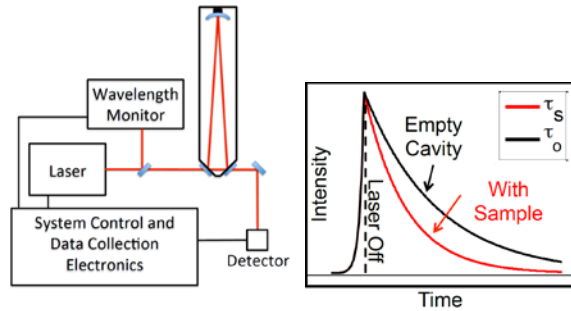 Wavelength
Monitor
Laser
System Control and
Data Collection
Electronics
Detector
Intensity
Laser Off
Empty
Cavity
With
Sample
τs
τo
Time